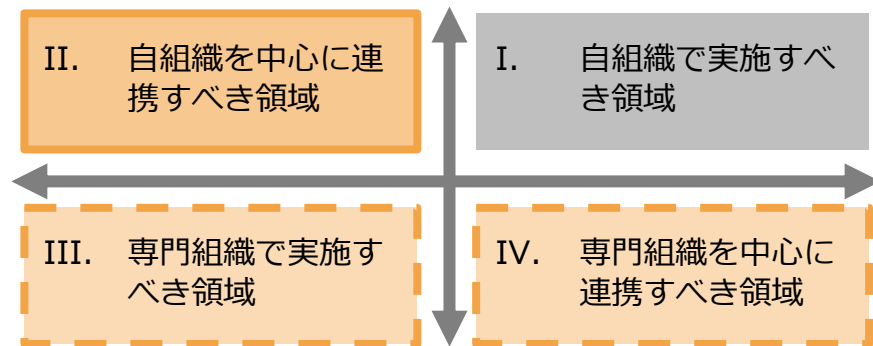 II. 自組織を中心に連
携すべき領域
I. 自組織で実施すべ
き領域
III. 専門組織で実施す
べき領域
IV. 専門組織を中心に
連携すべき領域